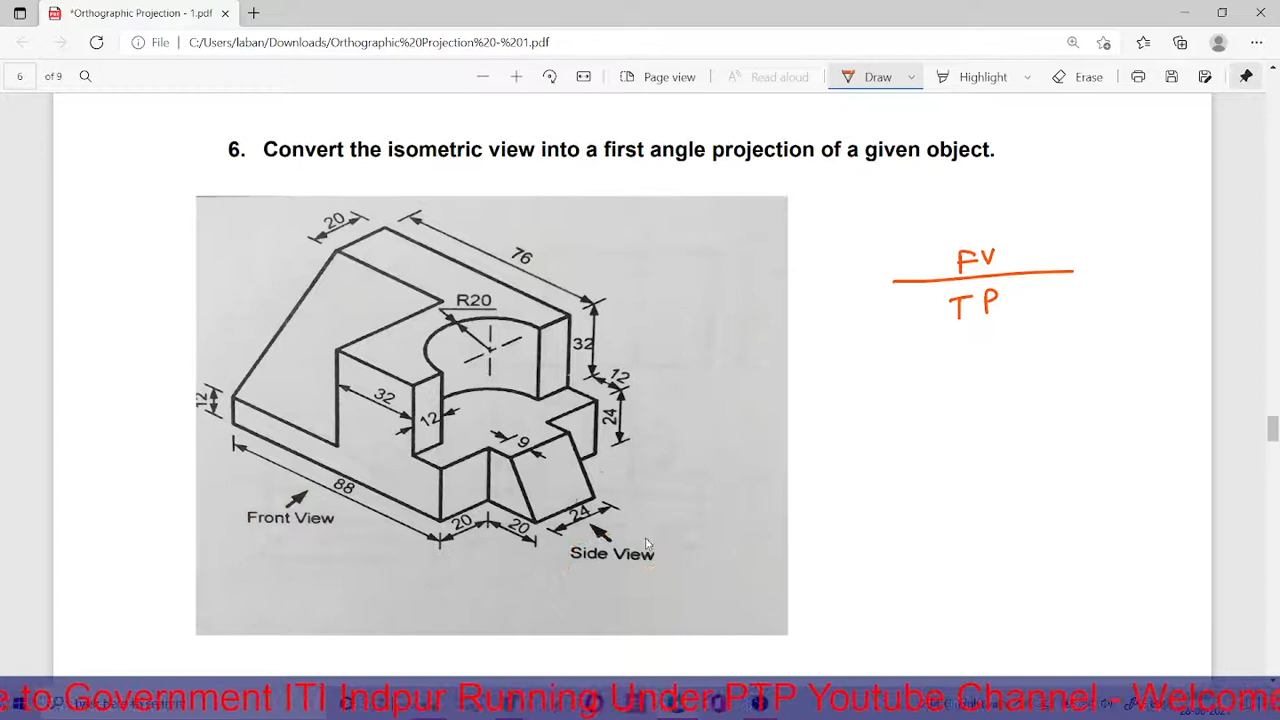 *Orthographic Projection - 1.pdf
File C:/Users/laban/Downloads/Orthographic%20Projection%20-%201.pdf
6 of 9 Page view Read aloud Draw Highlight Erase
6. Convert the isometric view into a first angle projection of a given object.
20
76
R20
32
12
32
12
12
24
9
88
20
20
24
Front View
Side View
FV
TP
e to Government ITI Indpur Running Under PTP Youtube Channel - Welcome